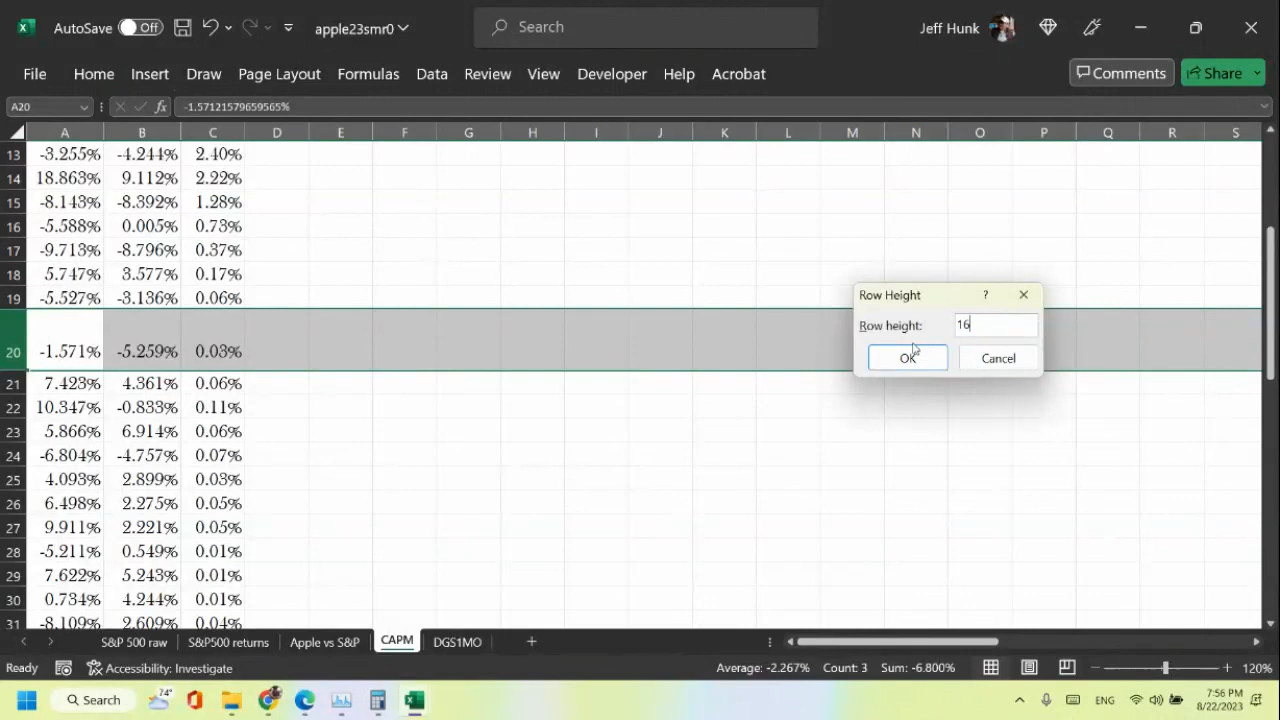 AutoSave Off apple23smr0 Search Jeff Hunk
File Home Insert Draw Page Layout Formulas Data Review View Developer Help Acrobat Comments Share
A20 fx -1.57121579659565%
A B C D E F G H I J K L M N O P Q R S
13 -3.255% -4.244% 2.40%
14 18.863% 9.112% 2.22%
15 -8.143% -8.392% 1.28%
16 -5.588% 0.005% 0.73%
17 -9.713% -8.796% 0.37%
18 5.747% 3.577% 0.17%
19 -5.527% -3.136% 0.06%
Row Height ?
Row height: 16
OK Cancel
20 -1.571% -5.259% 0.03%
21 7.423% 4.361% 0.06%
22 10.347% -0.833% 0.11%
23 5.866% 6.914% 0.06%
24 -6.804% -4.757% 0.07%
25 4.093% 2.899% 0.03%
26 6.498% 2.275% 0.05%
27 9.911% 2.221% 0.05%
28 -5.211% 0.549% 0.01%
29 7.622% 5.243% 0.01%
30 0.734% 4.244% 0.01%
31 -8.109% 2.609% 0.04%
S&P 500 raw S&P500 returns Apple vs S&P CAPM DGS1MO
Ready Accessibility: Investigate Average: -2.267% Count: 3 Sum: -6.800% 120%
Search 74° ENG 7:56 PM
8/22/2023